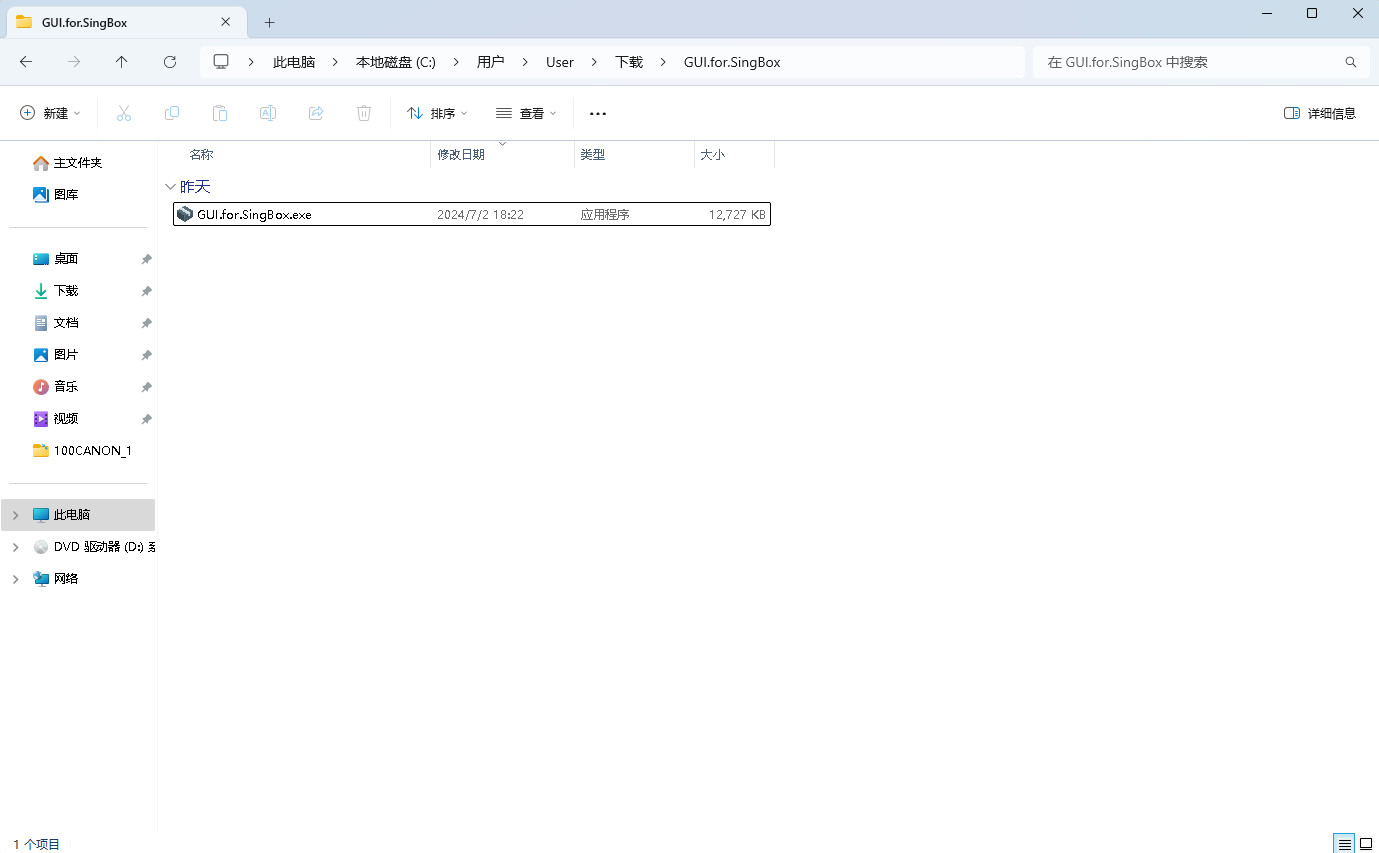 GUI.for.SingBox
此电脑 本地磁盘 (C:) 用户 User 下载 GUI.for.SingBox 在 GUI.for.SingBox 中搜索
新建 排序 查看 详细信息
名称 修改日期 类型 大小
昨天
GUI.for.SingBox.exe 2024/7/2 18:22 应用程序 12,727 KB
主文件夹
图库
桌面
下载
文档
图片
音乐
视频
100CANON_1
此电脑
DVD 驱动器 (D:)
网络
1 个项目